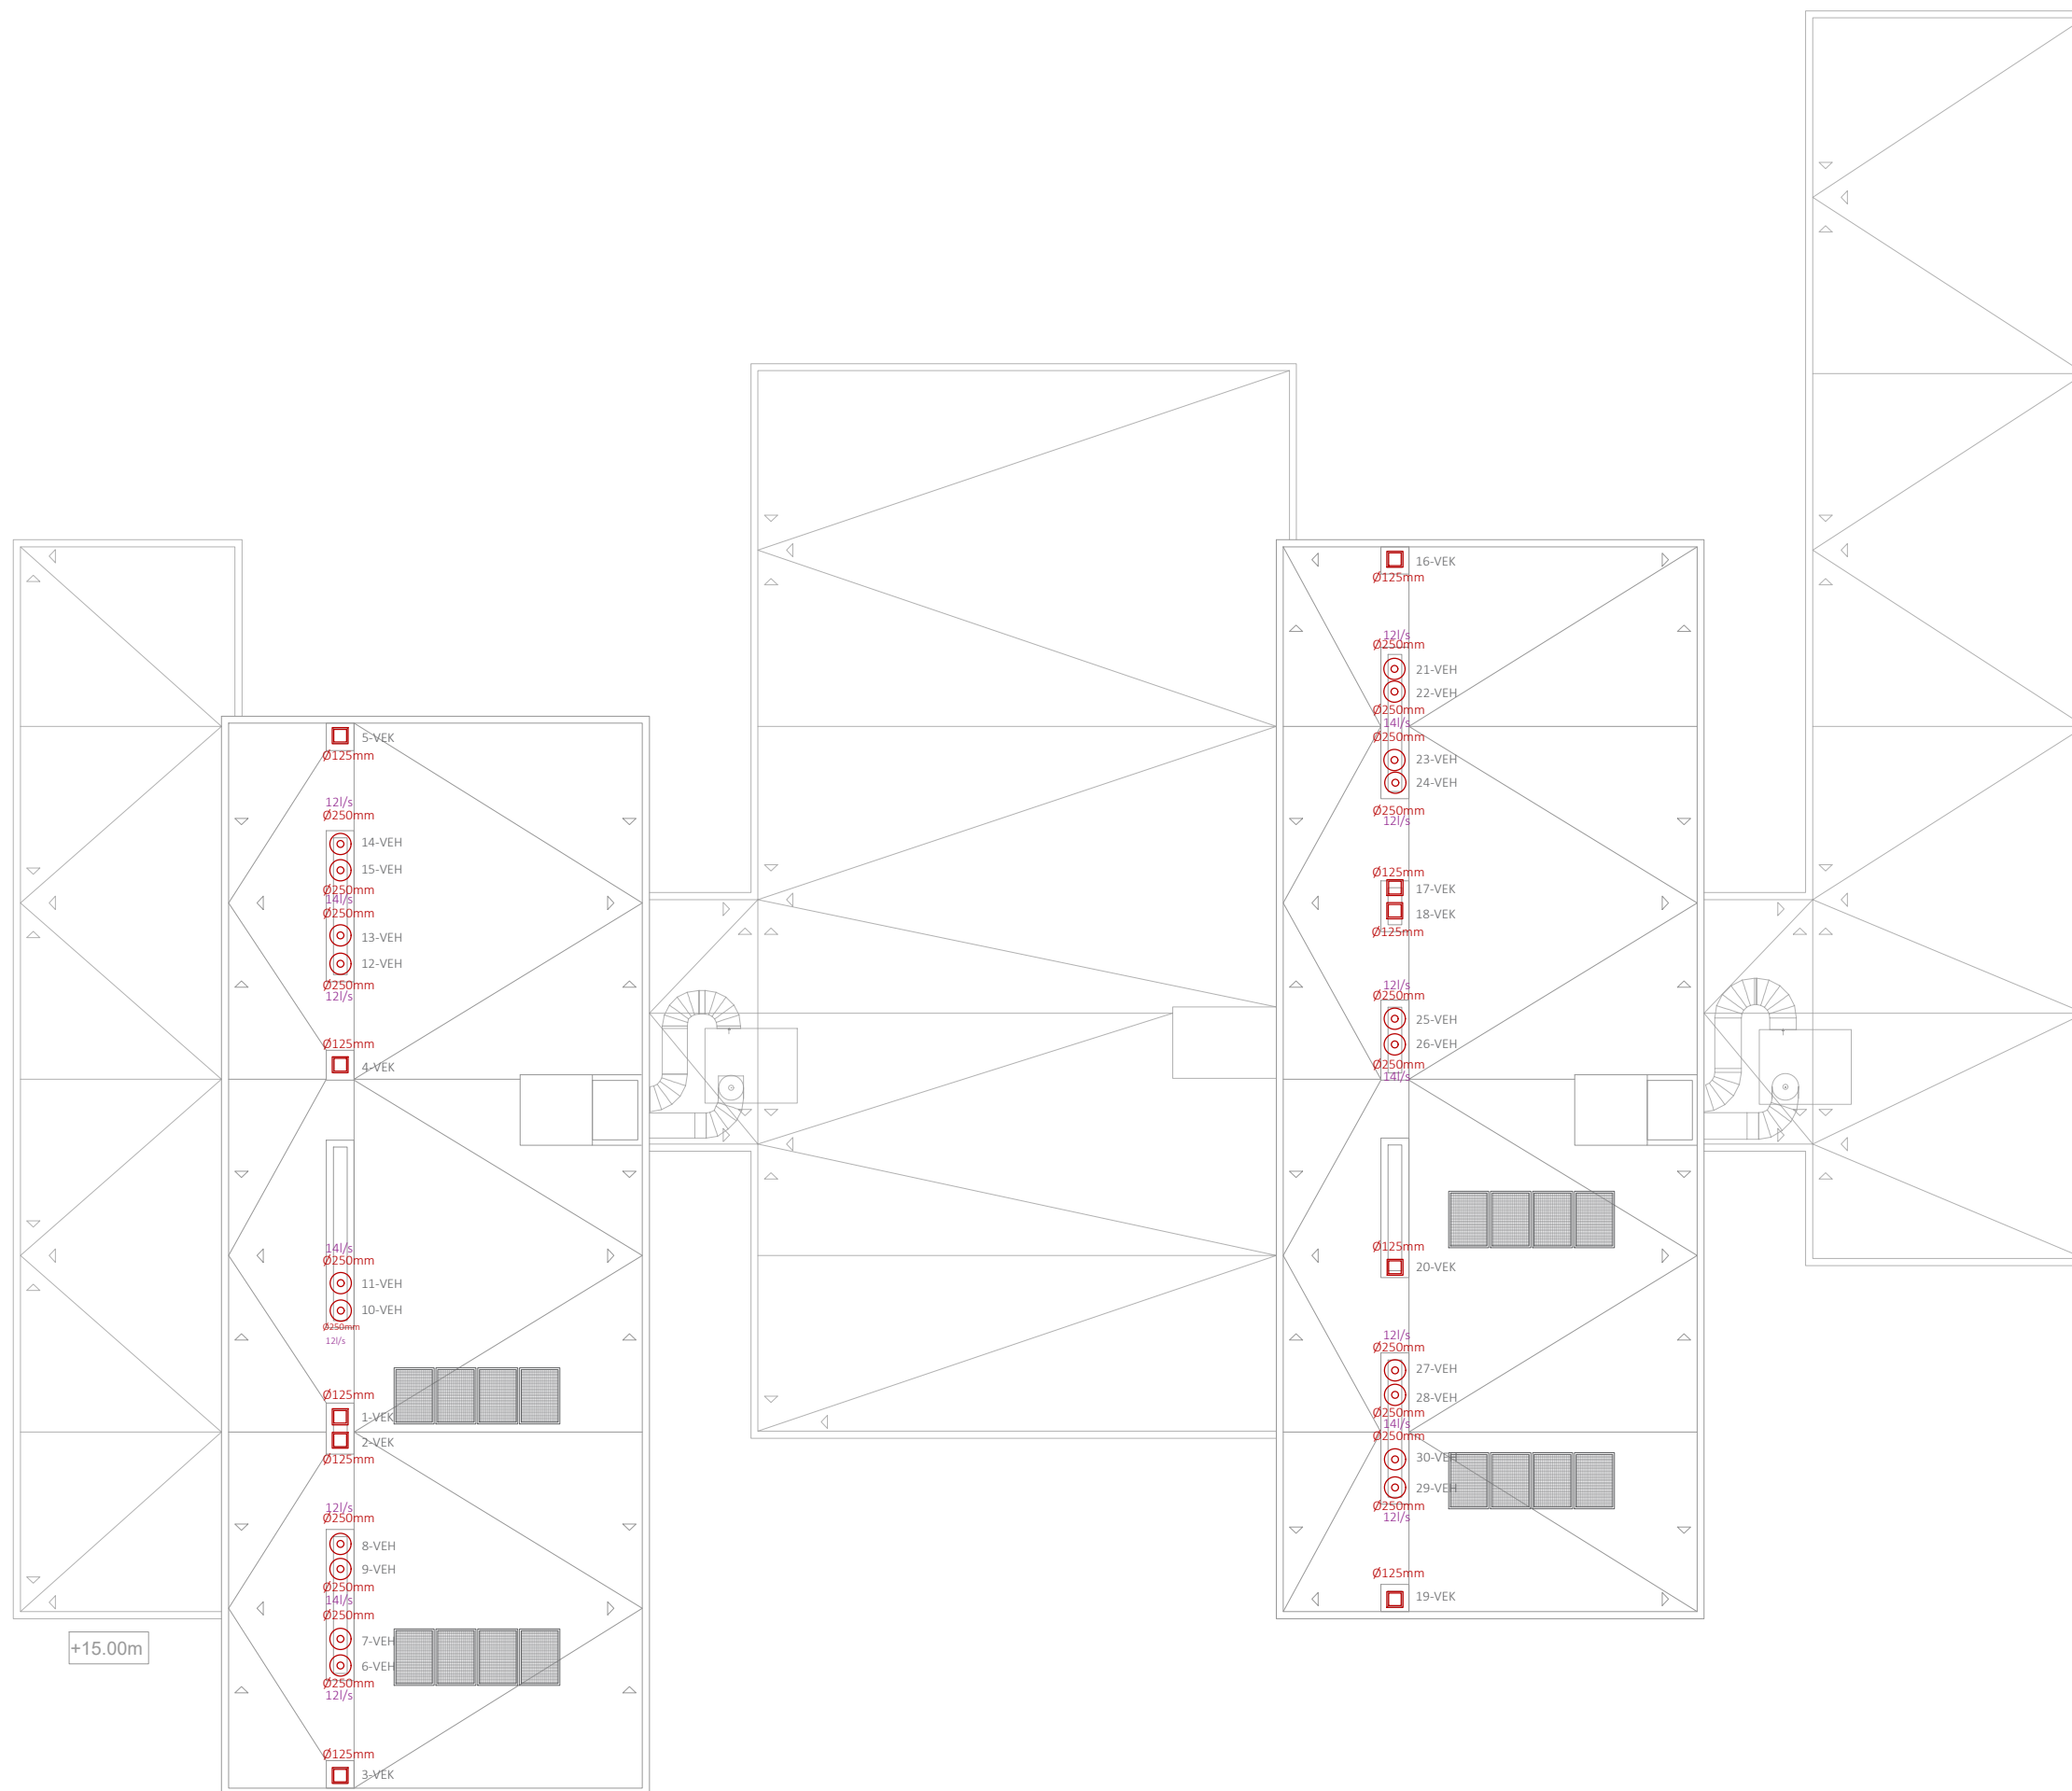 5-VEK
Ø125mm
12l/s
Ø250mm
14-VEH
15-VEH
Ø250mm
14l/s
Ø250mm
13-VEH
12-VEH
Ø250mm
12l/s
Ø125mm
4-VEK
14l/s
Ø250mm
11-VEH
10-VEH
Ø250mm
12l/s
Ø125mm
1-VEK
2-VEK
Ø125mm
12l/s
Ø250mm
8-VEH
9-VEH
Ø250mm
14l/s
Ø250mm
7-VEH
6-VEH
Ø250mm
12l/s
Ø125mm
3-VEK
+15.00m
16-VEK
Ø125mm
12l/s
Ø250mm
21-VEH
22-VEH
Ø250mm
14l/s
Ø250mm
23-VEH
24-VEH
Ø250mm
12l/s
Ø125mm
17-VEK
18-VEK
Ø125mm
12l/s
Ø250mm
25-VEH
26-VEH
Ø250mm
14l/s
Ø125mm
20-VEK
12l/s
Ø250mm
27-VEH
28-VEH
Ø250mm
14l/s
Ø250mm
30-VEH
29-VEH
Ø250mm
12l/s
Ø125mm
19-VEK